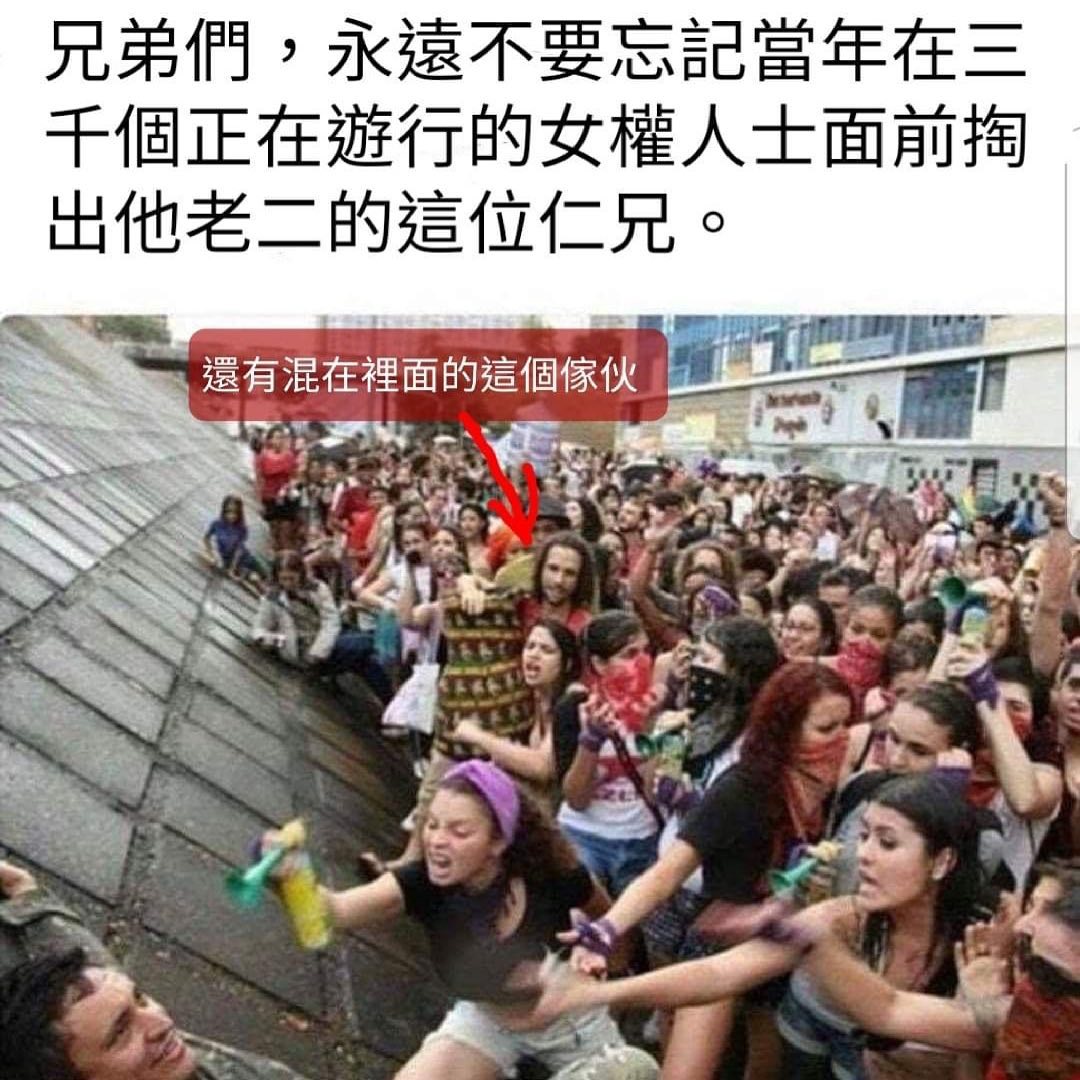 兄弟們，永遠不要忘記當年在三
千個正在遊行的女權人士面前掏
出他老二的這位仁兄。
還有混在裡面的這個傢伙